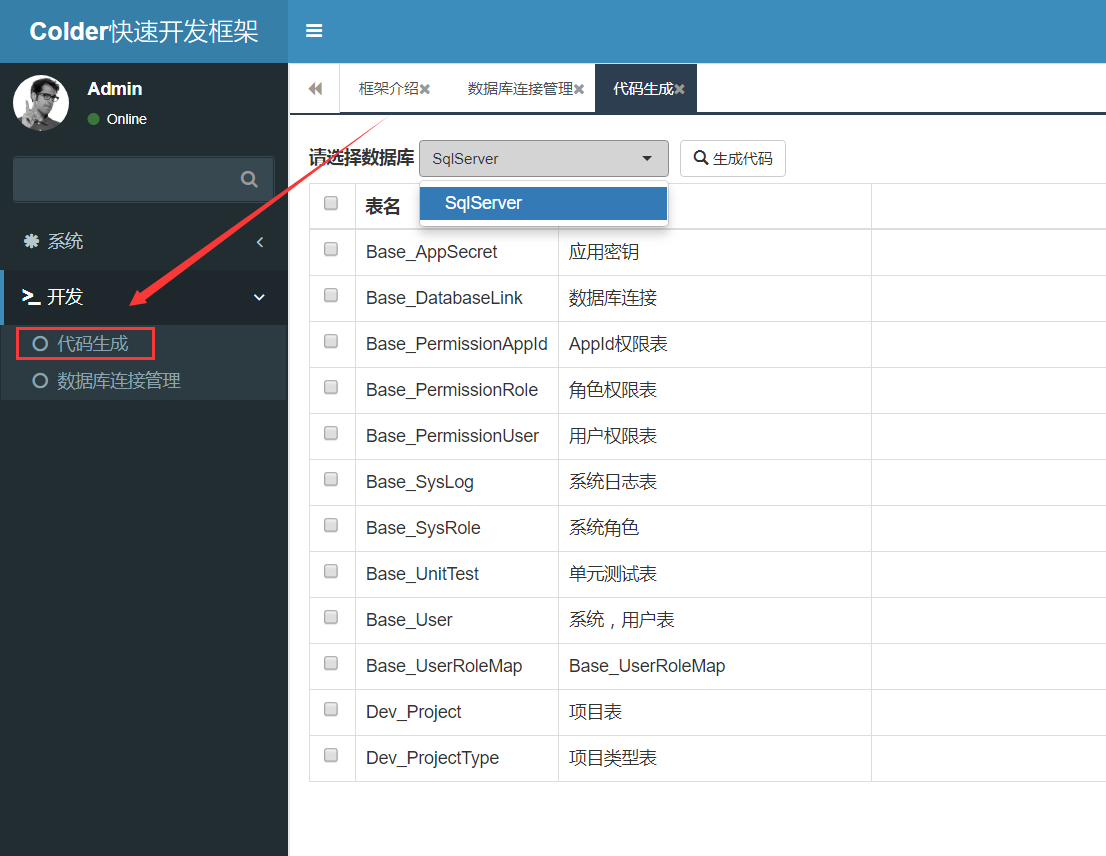 Colder快速开发框架
Admin
Online
系统
开发
代码生成
数据库连接管理
框架介绍
数据库连接管理
代码生成
请选择数据库
SqlServer
生成代码
SqlServer
表名
Base_AppSecret 应用密钥
Base_DatabaseLink 数据库连接
Base_PermissionAppId AppId权限表
Base_PermissionRole 角色权限表
Base_PermissionUser 用户权限表
Base_SysLog 系统日志表
Base_SysRole 系统角色
Base_UnitTest 单元测试表
Base_User 系统，用户表
Base_UserRoleMap Base_UserRoleMap
Dev_Project 项目表
Dev_ProjectType 项目类型表